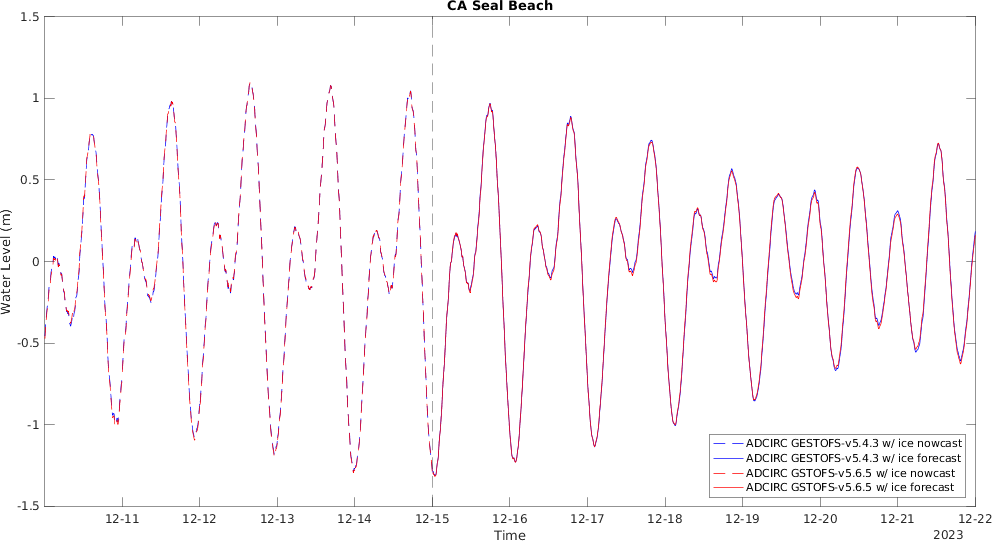 CA Seal Beach
1.5
1
0.5
0
-0.5
-1
-1.5
Water Level (m)
12-11
12-12
12-13
12-14
12-15
12-16
12-17
12-18
12-19
12-20
12-21
12-22
Time
2023
ADCIRC GESTOFS-v5.4.3 w/ ice nowcast
ADCIRC GESTOFS-v5.4.3 w/ ice forecast
ADCIRC GSTOFS-v5.6.5 w/ ice nowcast
ADCIRC GSTOFS-v5.6.5 w/ ice forecast